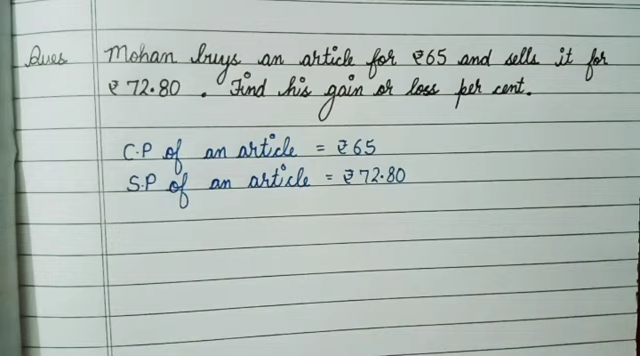 Ques Mohan buys an article for ₹65 and sells it for
₹ 72.80 . Find his gain or loss per cent.
C.P of an article = ₹65
S.P of an article = ₹72.80